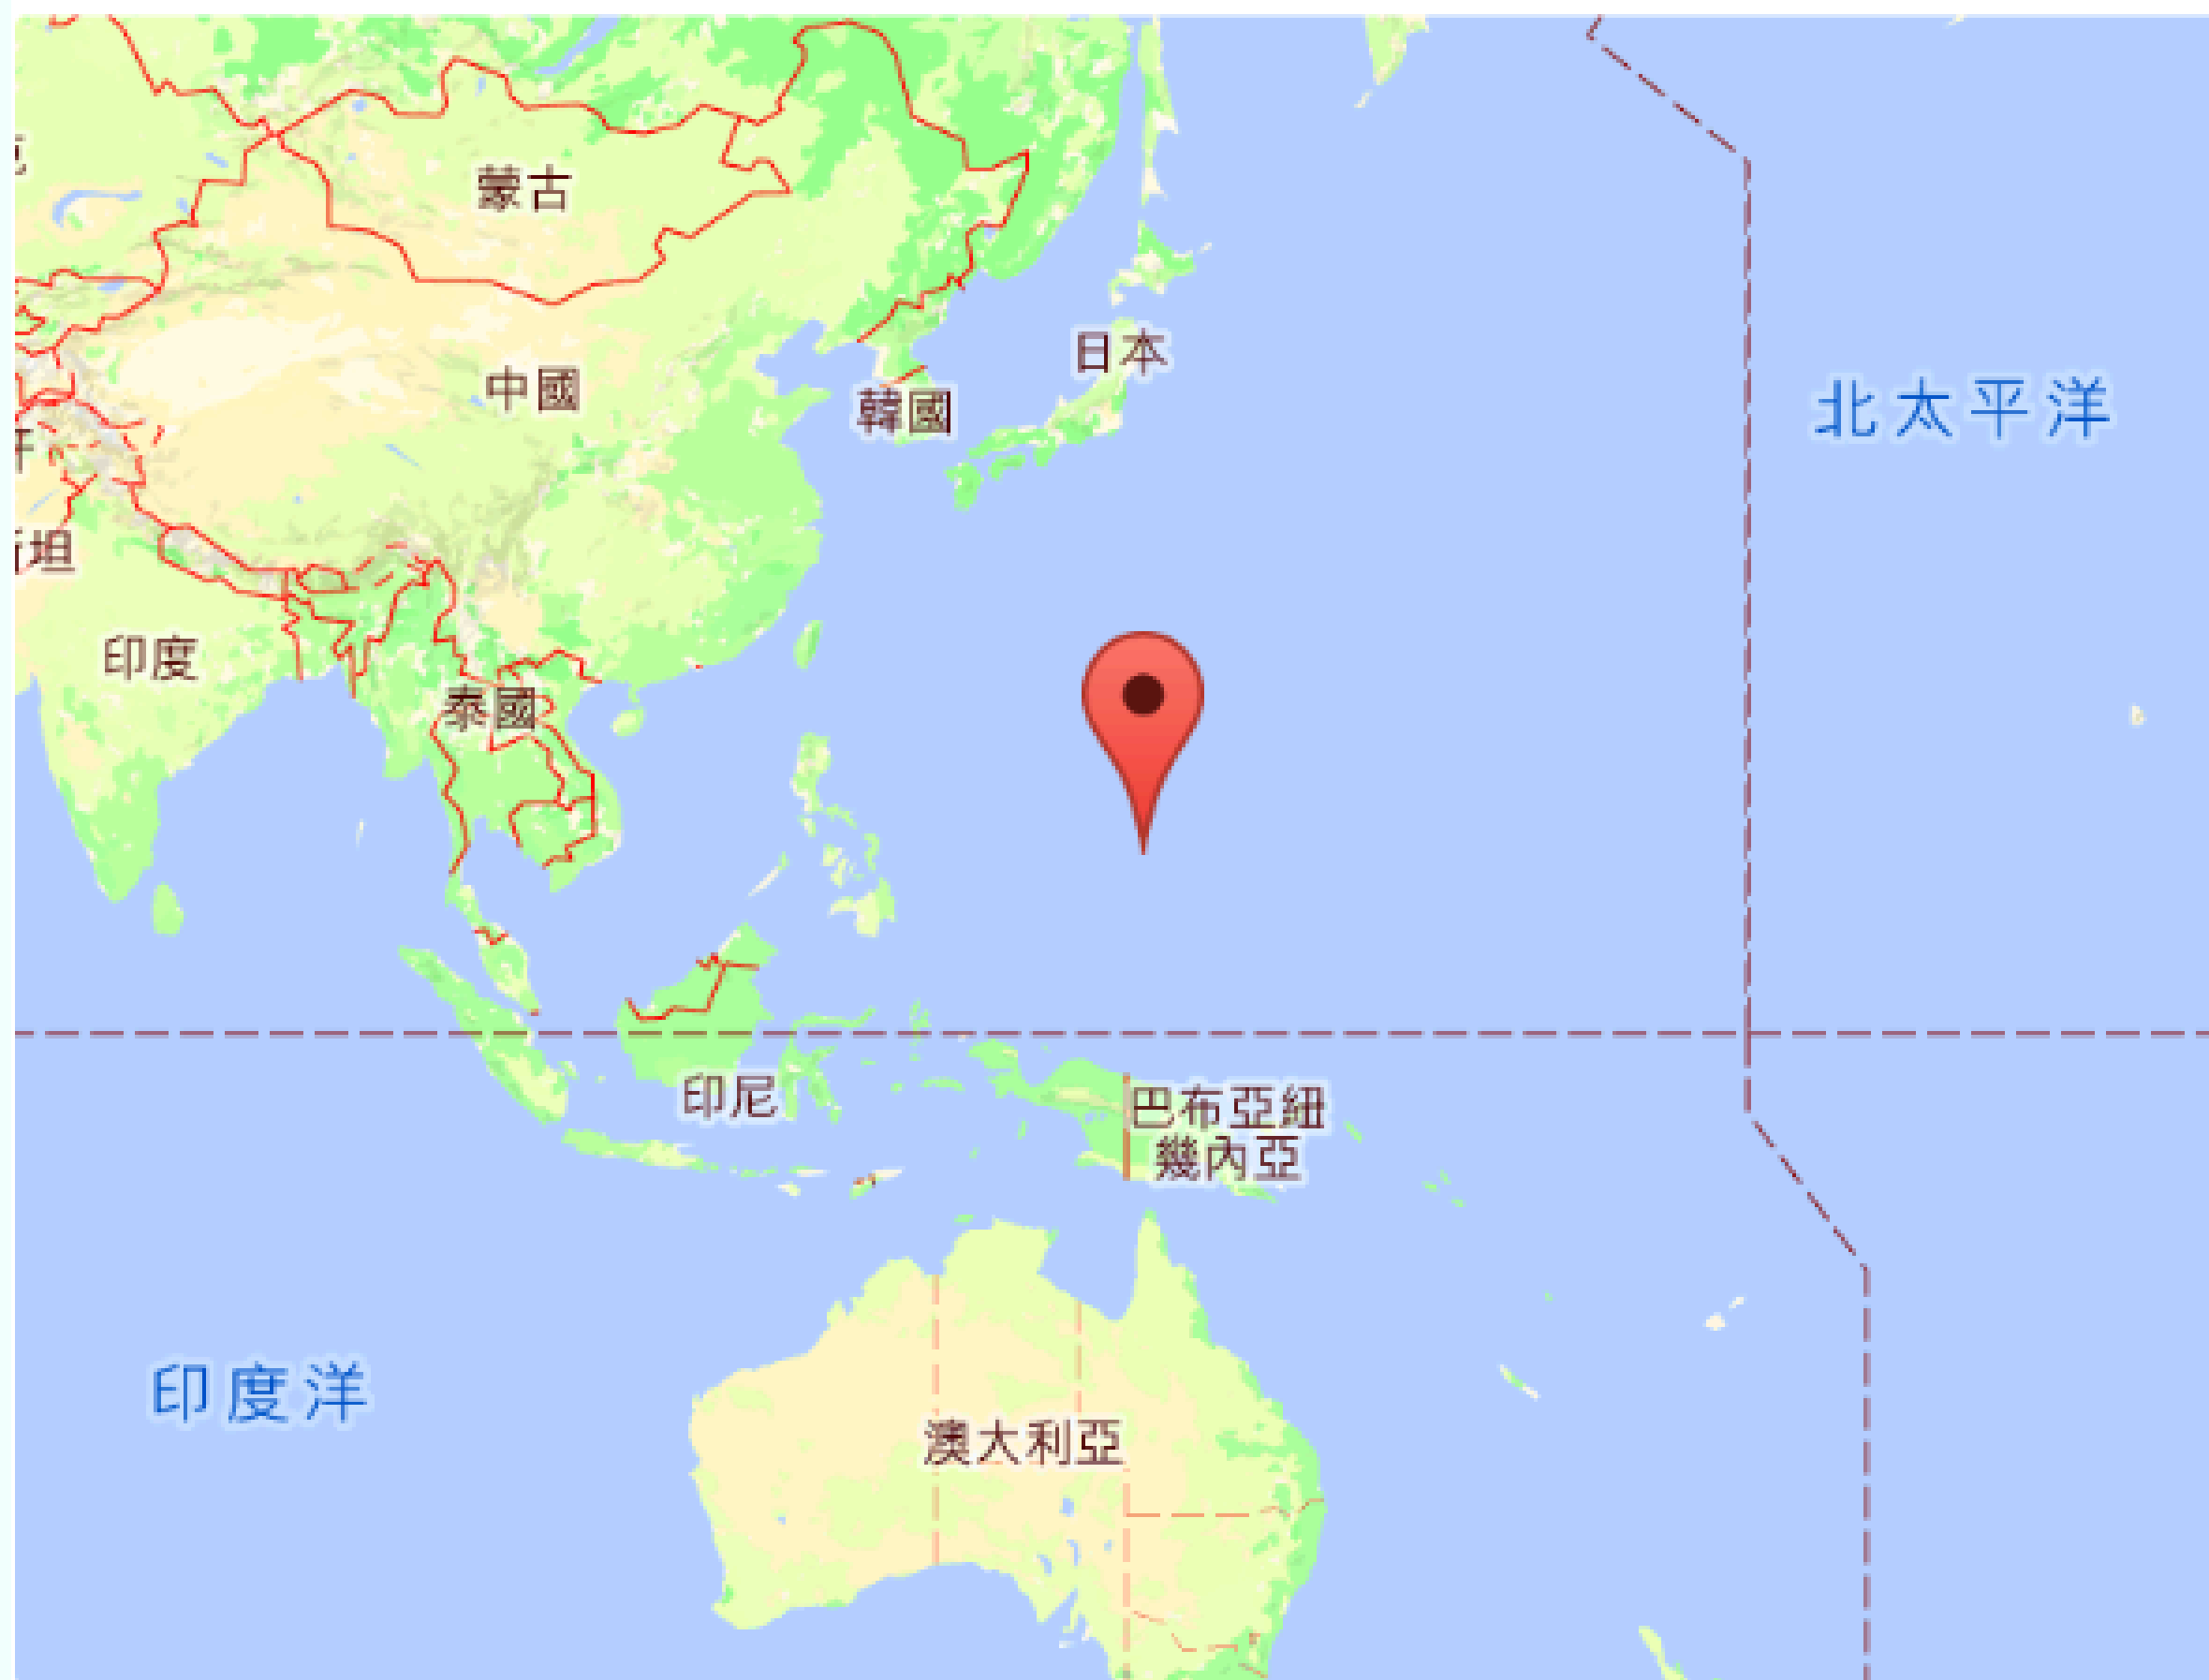 蒙古
日本
中國
韓國
北太平洋
坦
印度
泰國
印尼
巴布亞紐
幾內亞
印度洋
澳大利亞